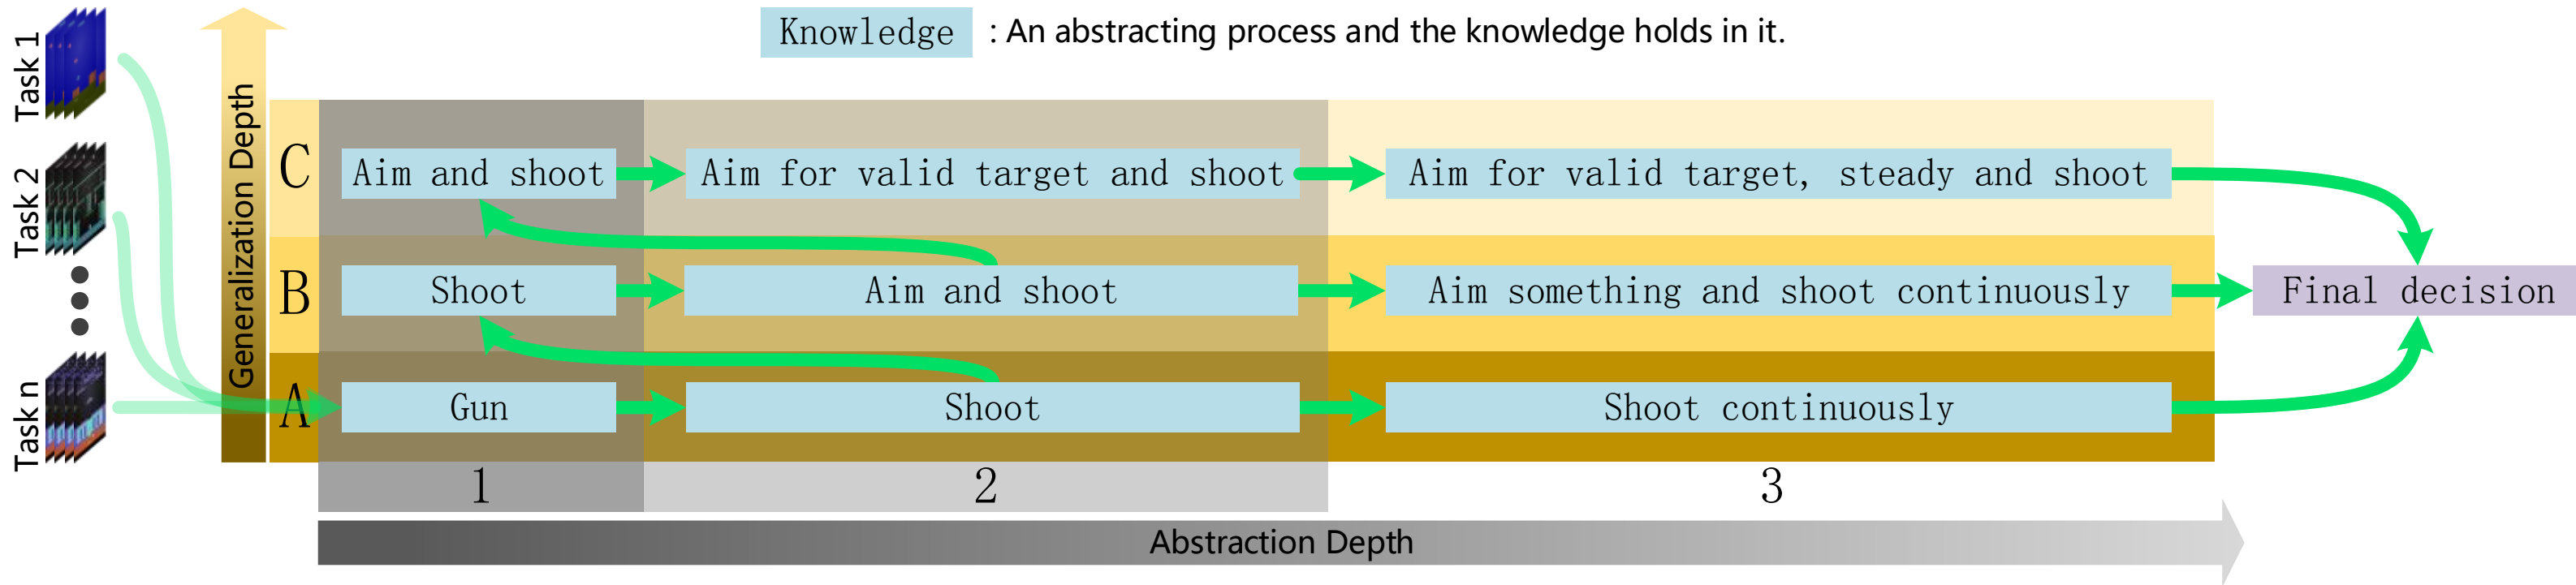 Knowledge : An abstracting process and the knowledge holds in it.
Task 1
Task 2
Task n
Generalization Depth
C
Aim and shoot
Aim for valid target and shoot
Aim for valid target, steady and shoot
B
Shoot
Aim and shoot
Aim something and shoot continuously
Final decision
A
Gun
Shoot
Shoot continuously
1
2
3
Abstraction Depth